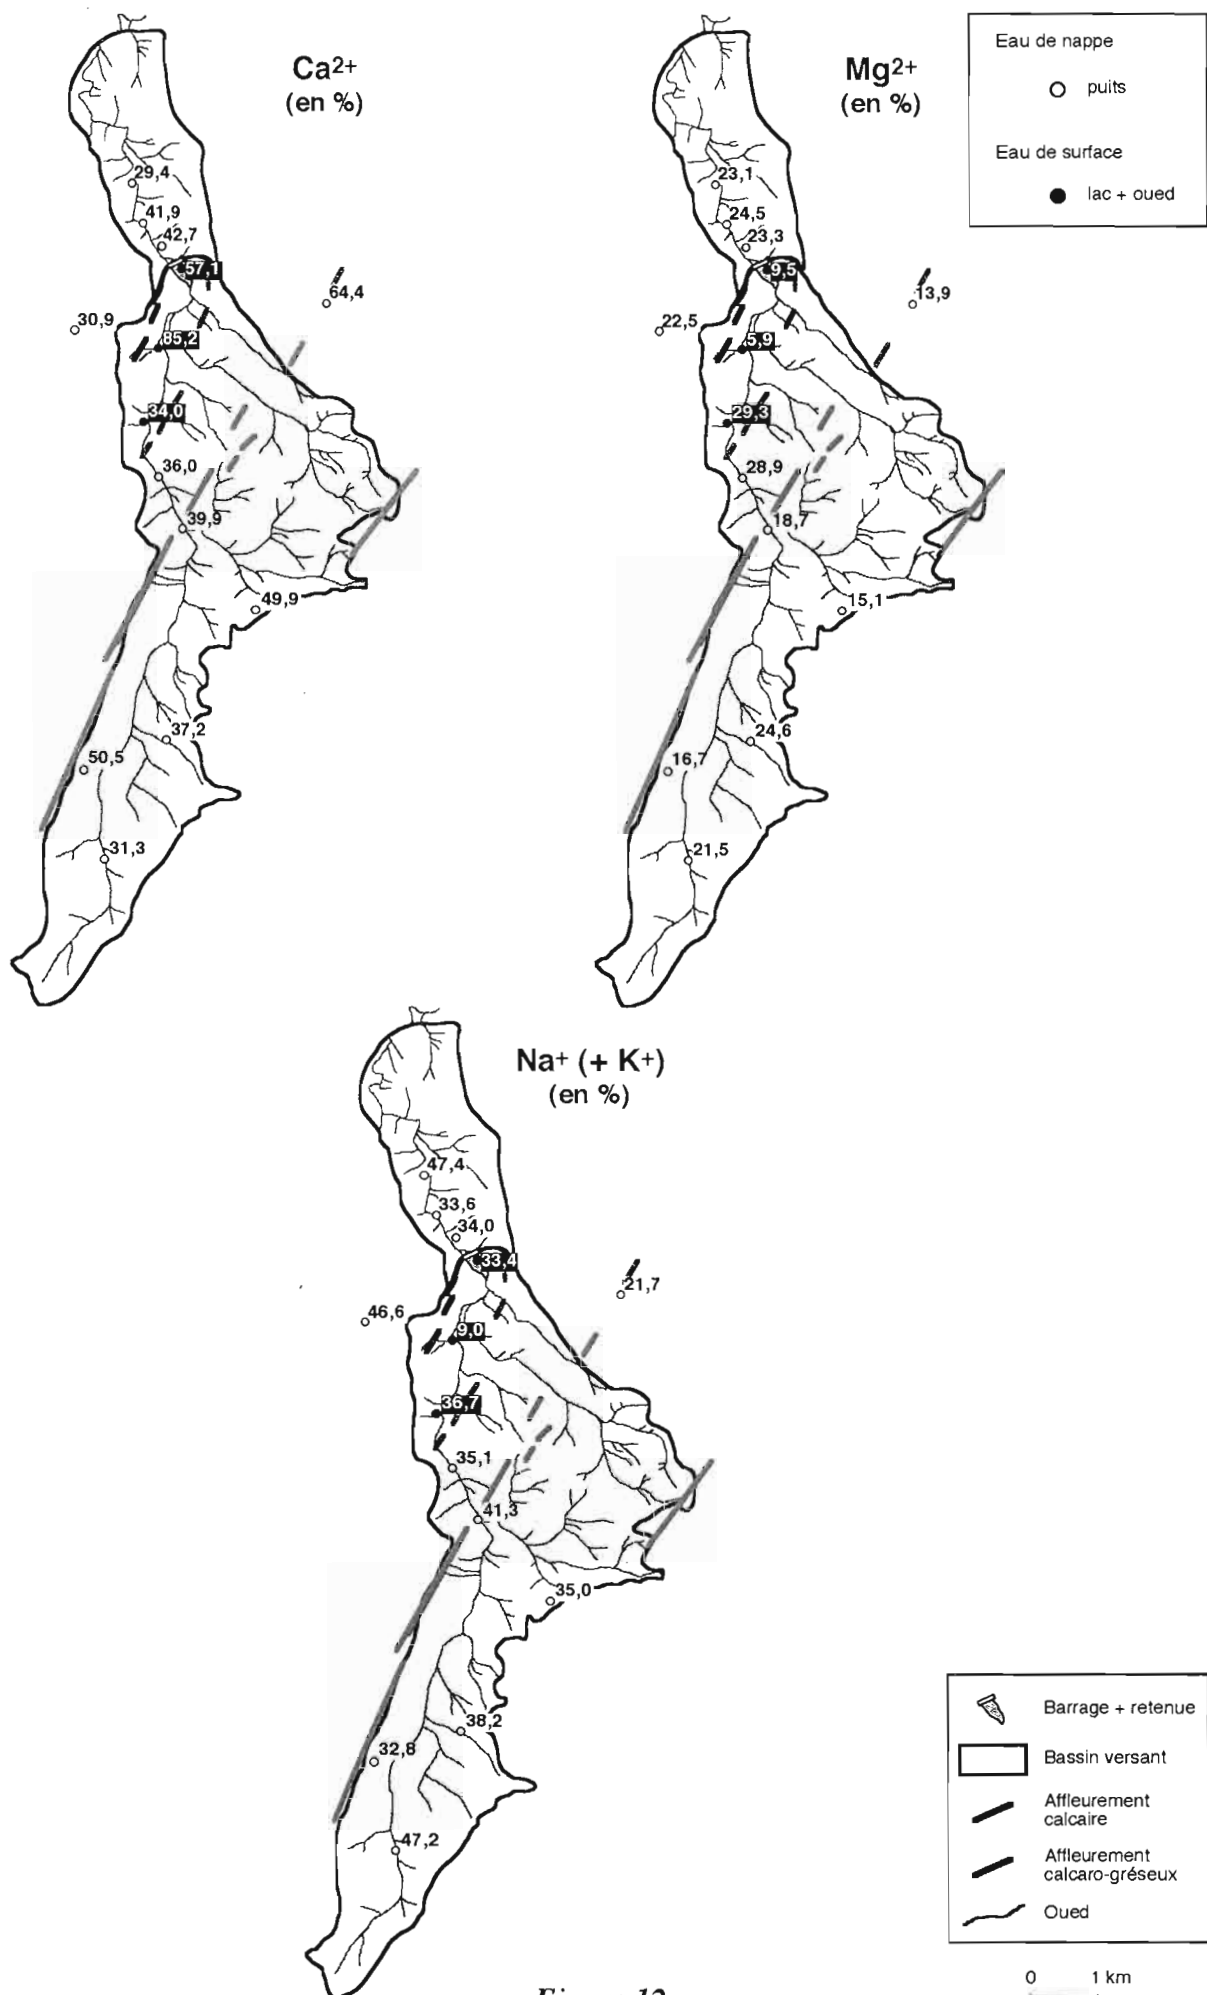 Ca2+
(en %)
29,4
41,9
42,7
57,1
64,4
30,9
85,2
34,0
36,0
39,9
49,9
37,2
50,5
31,3
Mg2+
(en %)
23,1
24,5
23,3
9,5
13,9
22,5
5,9
29,3
28,9
18,7
15,1
24,6
16,7
21,5
Eau de nappe
puits
Eau de surface
lac + oued
Na+ (+ K+)
(en %)
47,4
33,6
34,0
33,4
21,7
46,6
9,0
36,7
35,1
41,3
35,0
38,2
32,8
47,2
Barrage + retenue
Bassin versant
Affleurement
calcaire
Affleurement
calcaro-gréseux
Oued
0 1 km